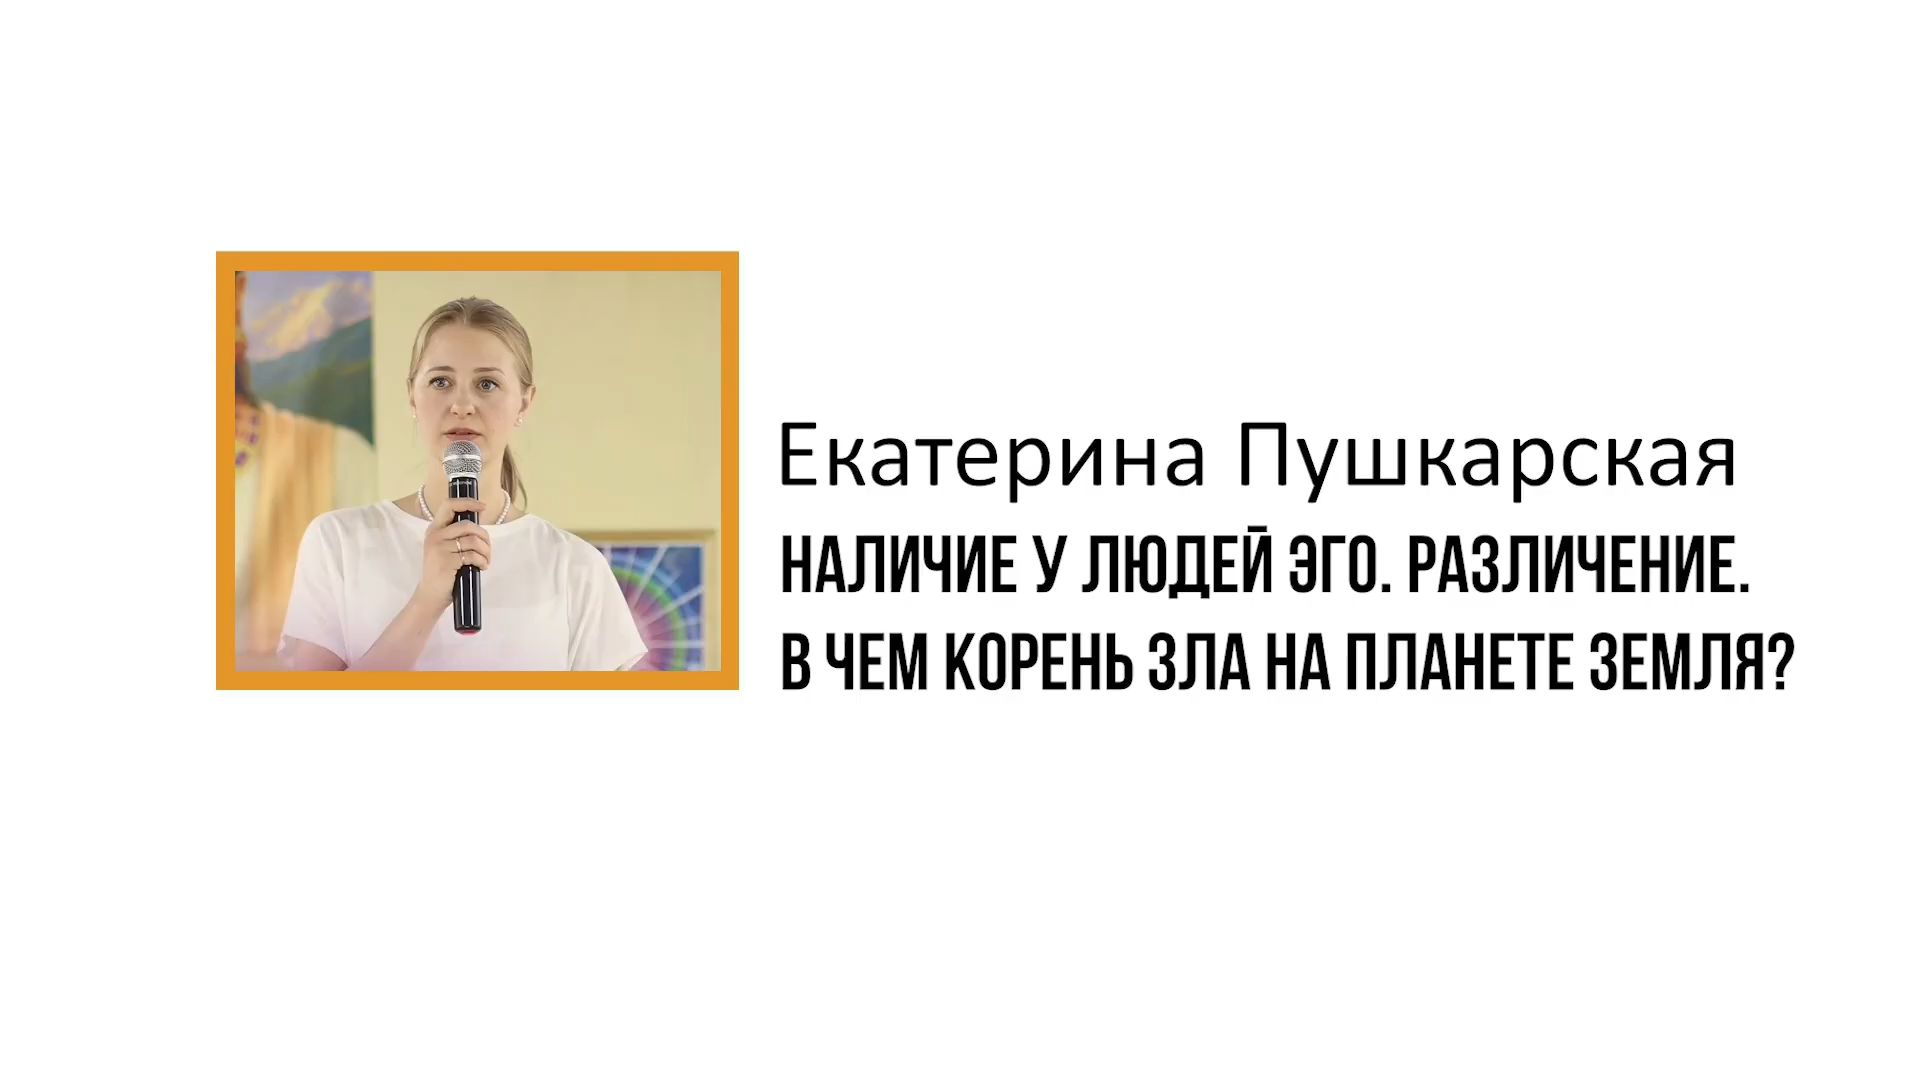 Екатерина Пушкарская
НАЛИЧИЕ У ЛЮДЕЙ ЭГО. РАЗЛИЧЕНИЕ.
В ЧЕМ КОРЕНЬ ЗЛА НА ПЛАНЕТЕ ЗЕМЛЯ?